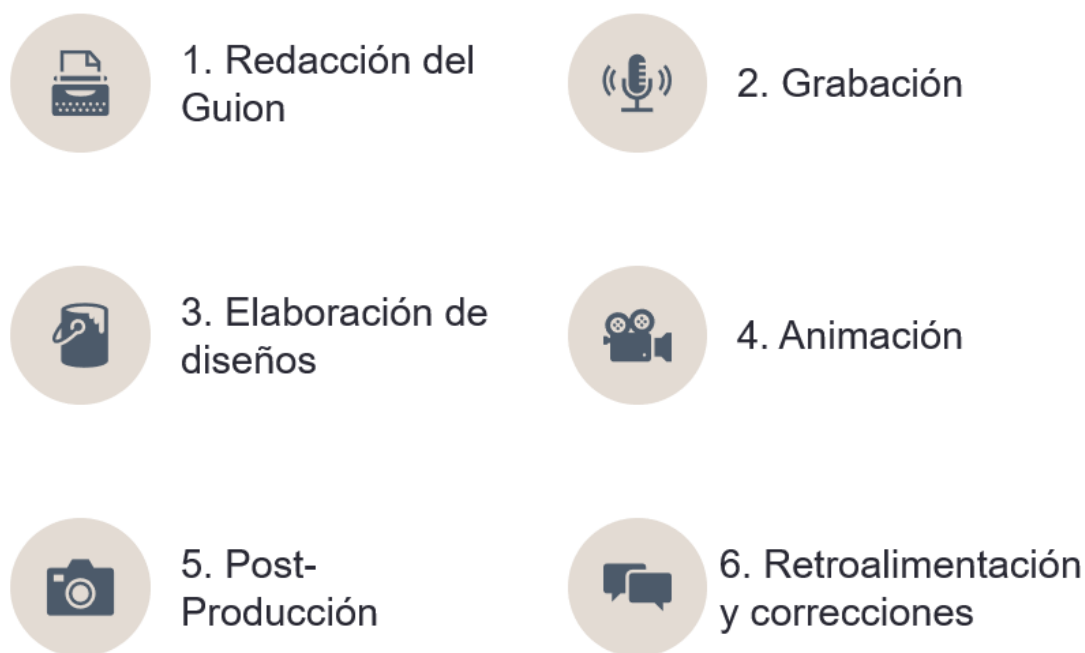 1. Redacción del
Guion
2. Grabación
3. Elaboración de
diseños
4. Animación
5. Post-
Producción
6. Retroalimentación
y correcciones